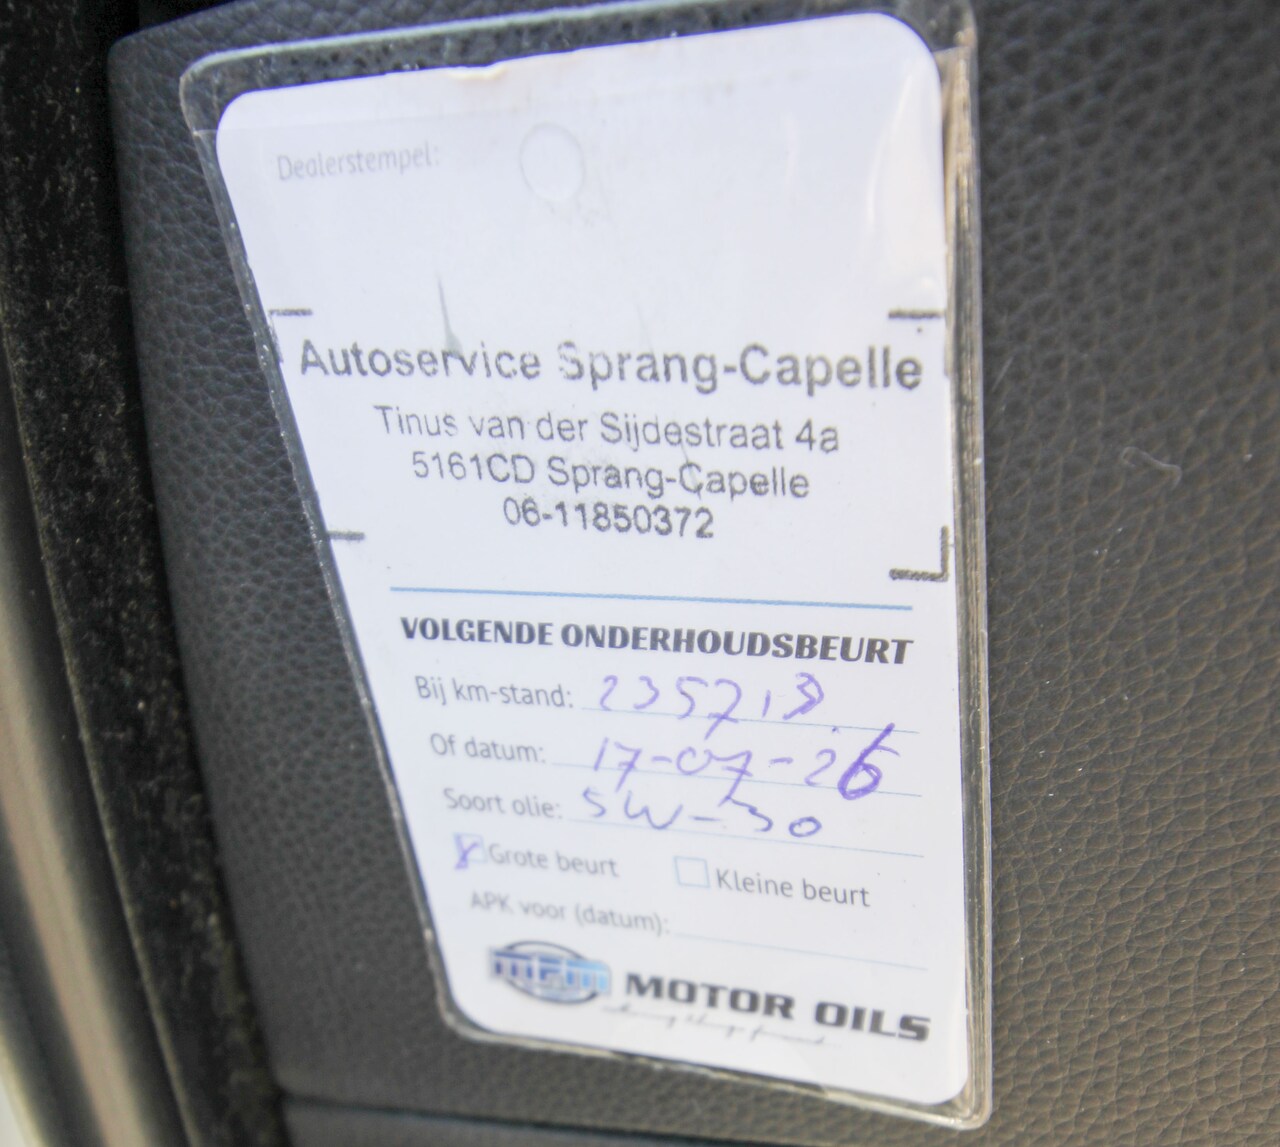 Dealerstempel:
Autoservice Sprang-Capelle
Tinus van der Sijdestraat 4a
5161CD Sprang-Capelle
06-11850372
VOLGENDE ONDERHOUDSBEURT
Bij km-stand: 235713
Of datum: 17-07-26
Soort olie: 5W-30
Grote beurt Kleine beurt
APK voor (datum):
MPM MOTOR OILS